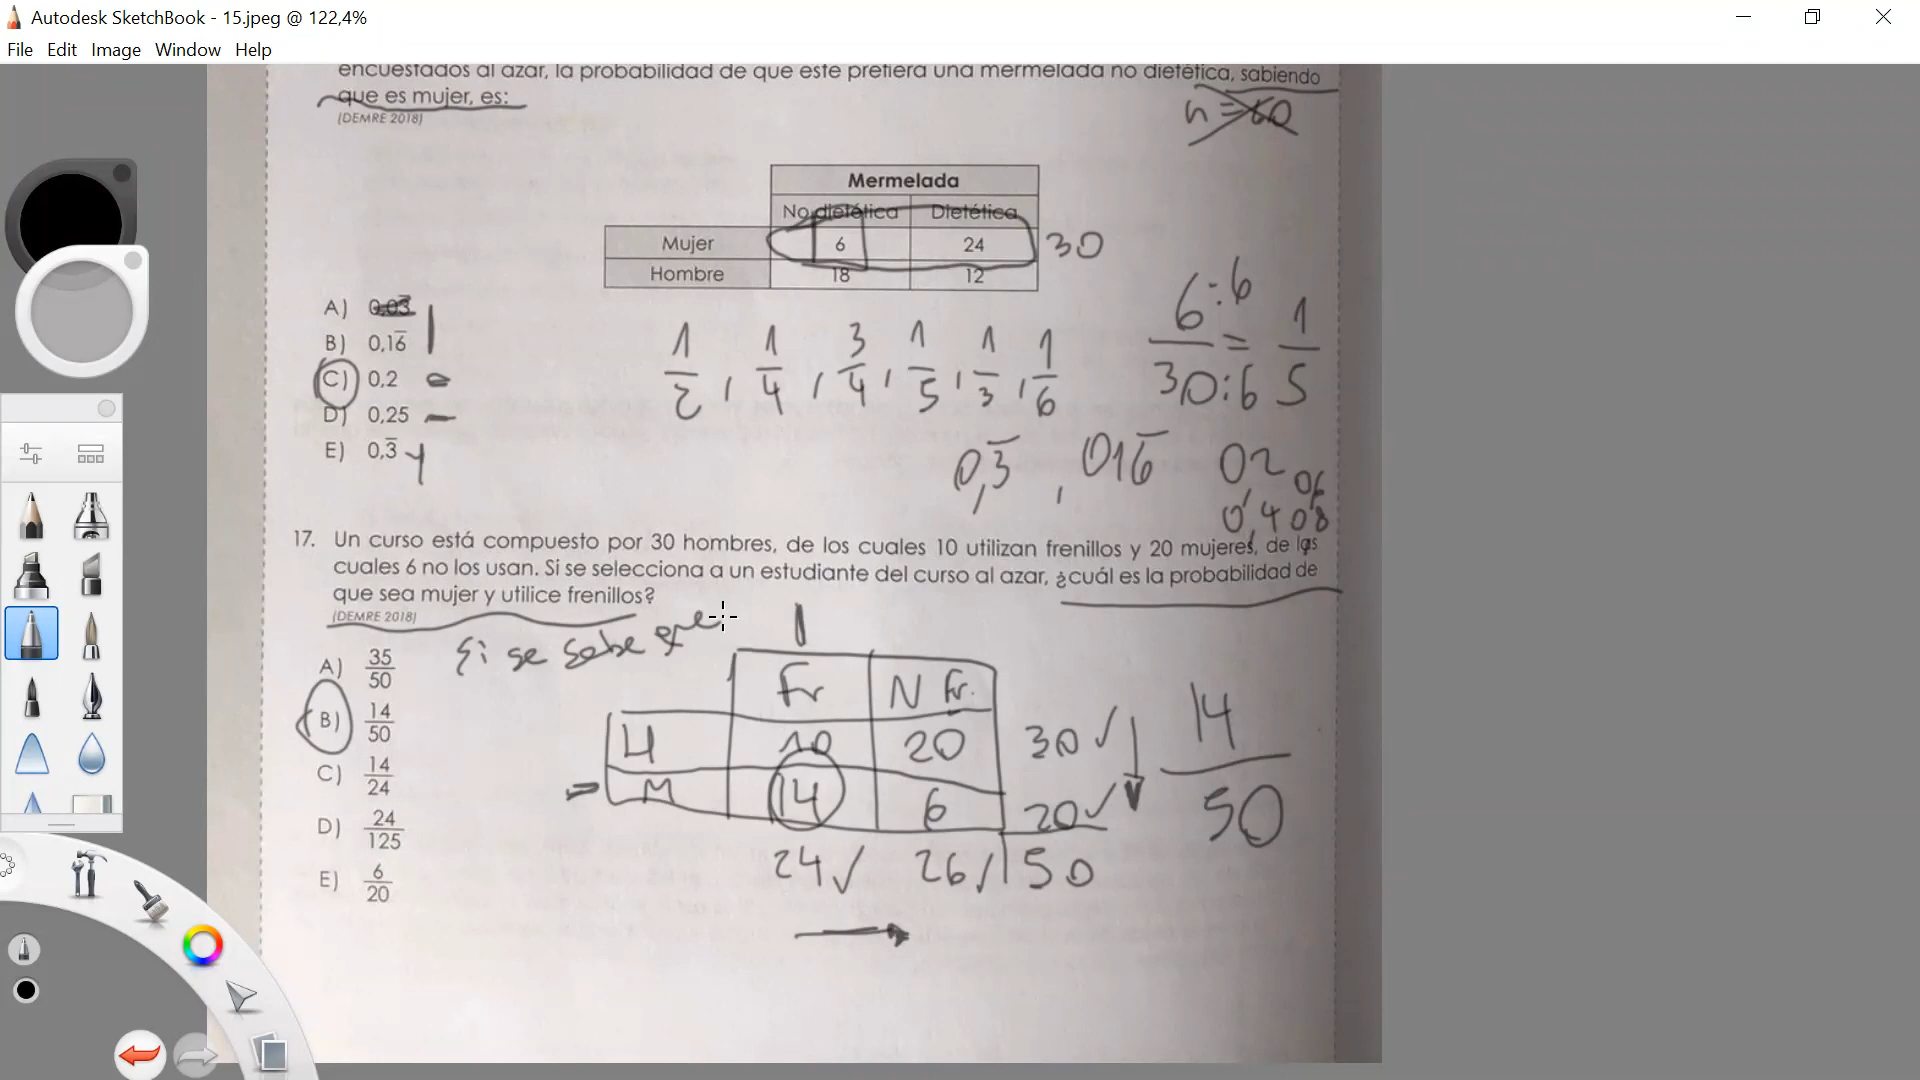 Autodesk SketchBook - 15.jpeg @ 122,4%
File Edit Image Window Help
encuestados al azar, la probabilidad de que este prefiera una mermelada no dietética, sabiendo
que es mujer, es:
(DEMRE 2018)
n = 60
Mermelada
No dietética Dietética
Mujer 6 24 30
Hombre 18 12
A) 0,03
B) 0,16̅
C) 0,2
D) 0,25
E) 0,3̅
1/2 , 1/4 , 3/4 , 1/5 , 1/3 , 1/6
6:6 / 30:6 = 1/5
0,3̅ , 0,16̅ 0,2
0,4 06 08
17. Un curso está compuesto por 30 hombres, de los cuales 10 utilizan frenillos y 20 mujeres, de las
cuales 6 no los usan. Si se selecciona a un estudiante del curso al azar, ¿cuál es la probabilidad de
que sea mujer y utilice frenillos?
(DEMRE 2018)
Si se sabe que
A) 35/50
B) 14/50
C) 14/24
D) 24/125
E) 6/20
Fr N Fr.
H 10 20 30
M 14 6 20
24 26 50
14/50